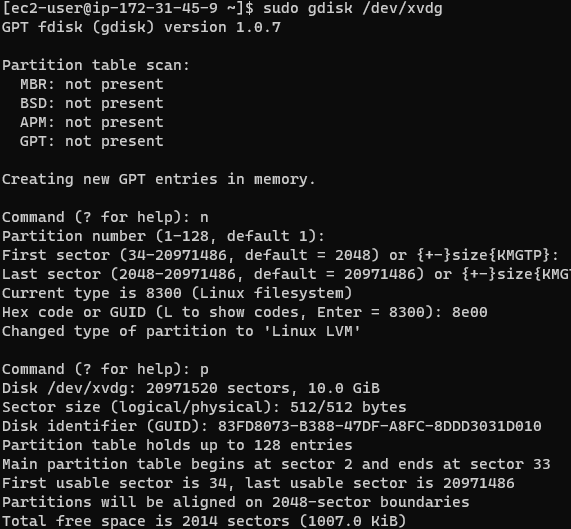 [ec2-user@ip-172-31-45-9 ~]$ sudo gdisk /dev/xvdg
GPT fdisk (gdisk) version 1.0.7

Partition table scan:
  MBR: not present
  BSD: not present
  APM: not present
  GPT: not present

Creating new GPT entries in memory.

Command (? for help): n
Partition number (1-128, default 1):
First sector (34-20971486, default = 2048) or {+-}size{KMGTP}:
Last sector (2048-20971486, default = 20971486) or {+-}size{KMGT
Current type is 8300 (Linux filesystem)
Hex code or GUID (L to show codes, Enter = 8300): 8e00
Changed type of partition to 'Linux LVM'

Command (? for help): p
Disk /dev/xvdg: 20971520 sectors, 10.0 GiB
Sector size (logical/physical): 512/512 bytes
Disk identifier (GUID): 83FD8073-B388-47DF-A8FC-8DDD3031D010
Partition table holds up to 128 entries
Main partition table begins at sector 2 and ends at sector 33
First usable sector is 34, last usable sector is 20971486
Partitions will be aligned on 2048-sector boundaries
Total free space is 2014 sectors (1007.0 KiB)